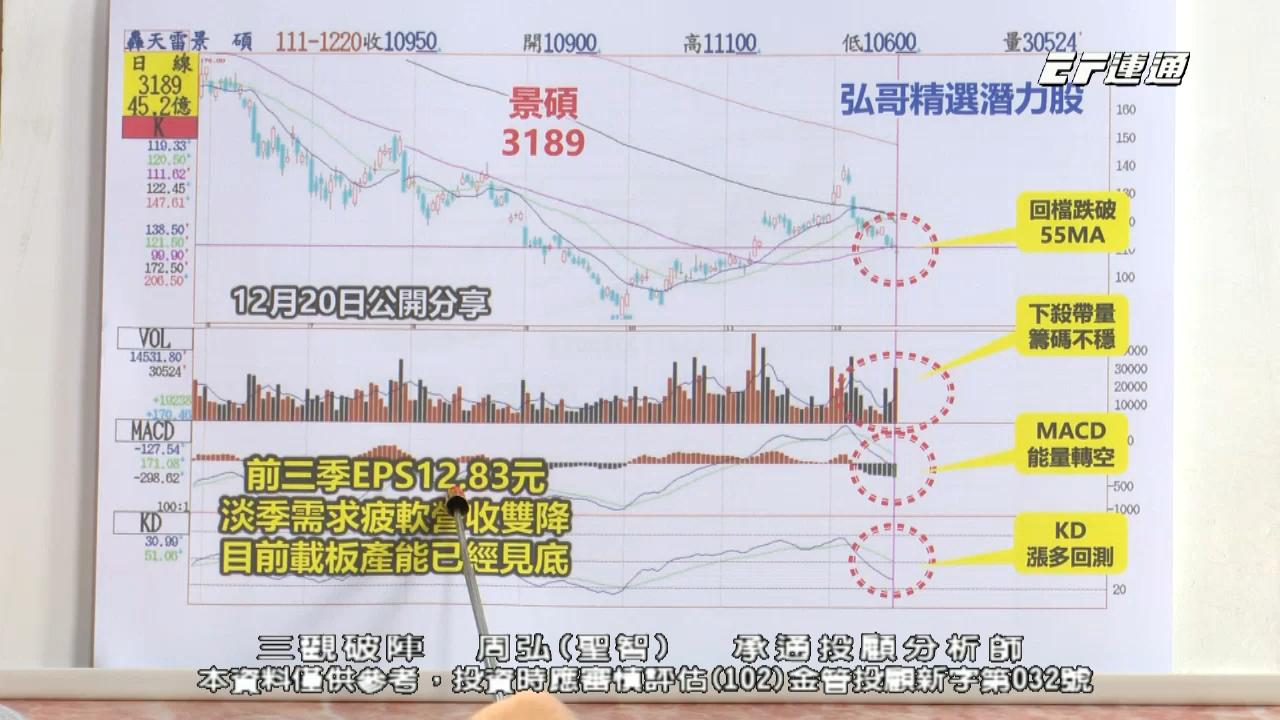 轟天雷景 碩 111-1220收10950 開10900 高11100 低10600 量30524
EF運通
日 線
3189
45.2億
K
119.33
120.50
111.62
122.45
147.61
138.50
121.50
99.90
172.50
206.50
景碩
3189
弘哥精選潛力股
160
150
140
130
110
100
回檔跌破
55MA
12月20日公開分享
下殺帶量
籌碼不穩
VOL
14531.80
30524
+19238
+170.46
30000
20000
10000
MACD
-127.54
171.08
-298.62
100:1
0
-500
-1000
MACD
能量轉空
前三季EPS12.83元
淡季需求疲軟營收雙降
目前載板產能已經見底
KD
30.99
51.06
20
KD
漲多回測
三觀破陣 周弘(聖智) 承通投顧分析師
本資料僅供參考，投資時應審慎評估(102)金管投顧新字第032號